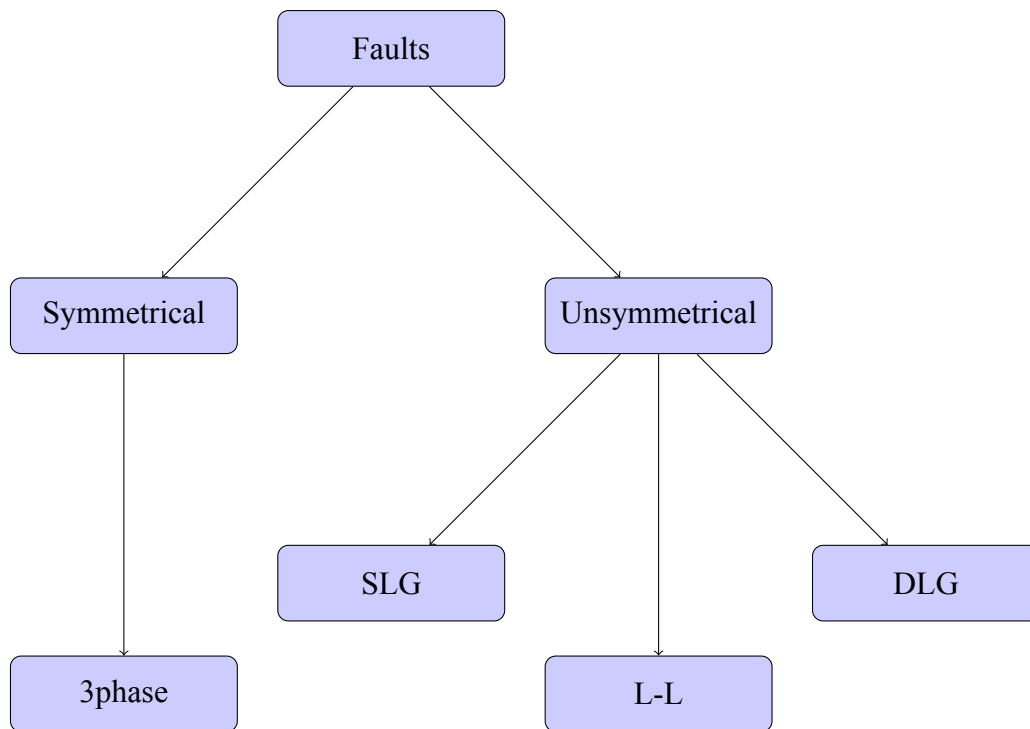 Faults
Symmetrical
Unsymmetrical
SLG
DLG
3phase
L-L